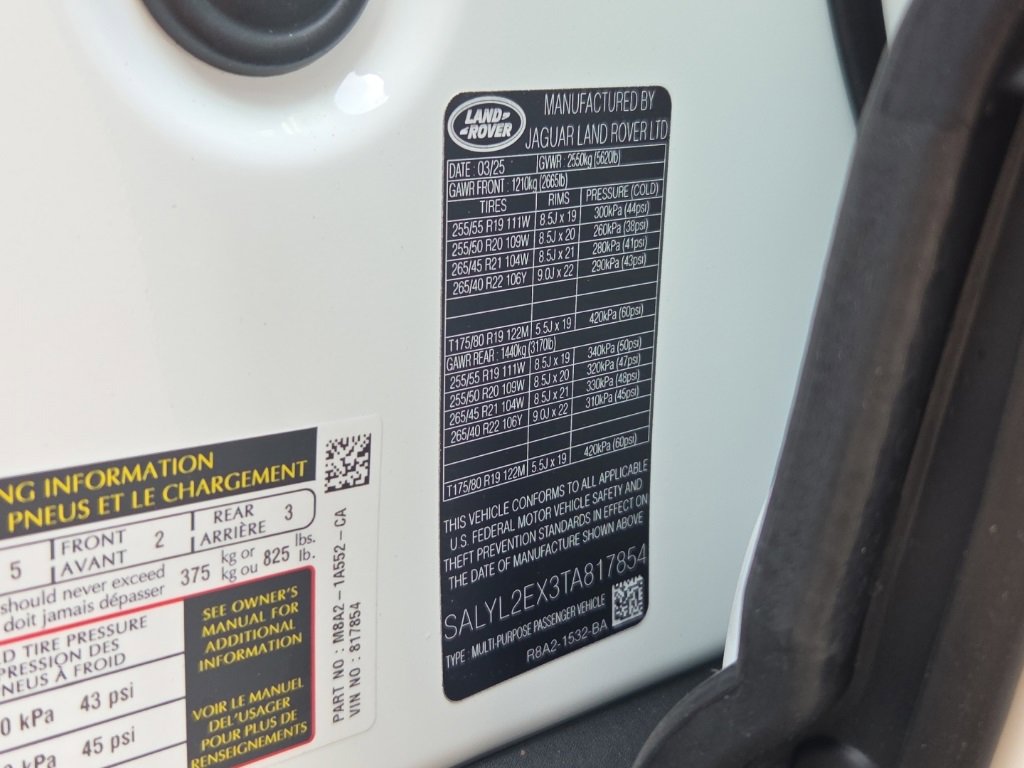 LAND-
-ROVER
MANUFACTURED BY
JAGUAR LAND ROVER LTD
DATE : 03/25 GVWR : 2550kg (5620lb)
GAWR FRONT : 1210kg (2665lb)
TIRES RIMS PRESSURE (COLD)
255/55 R19 111W 8.5J x 19 300kPa (44psi)
255/50 R20 109W 8.5J x 20 260kPa (38psi)
265/45 R21 104W 8.5J x 21 280kPa (41psi)
265/40 R22 106Y 9.0J x 22 290kPa (43psi)
T175/80 R19 122M 5.5J x 19 420kPa (60psi)
GAWR REAR : 1440kg (3170lb)
255/55 R19 111W 8.5J x 19 340kPa (50psi)
255/50 R20 109W 8.5J x 20 320kPa (47psi)
265/45 R21 104W 8.5J x 21 330kPa (48psi)
265/40 R22 106Y 9.0J x 22 310kPa (45psi)
T175/80 R19 122M 5.5J x 19 420kPa (60psi)
THIS VEHICLE CONFORMS TO ALL APPLICABLE
U.S. FEDERAL MOTOR VEHICLE SAFETY AND
THEFT PREVENTION STANDARDS IN EFFECT ON
THE DATE OF MANUFACTURE SHOWN ABOVE
SALYL2EX3TA817854
TYPE : MULTI-PURPOSE PASSENGER VEHICLE
R8A2-1532-BA
NG INFORMATION
PNEUS ET LE CHARGEMENT
5 FRONT AVANT 2 REAR ARRIÈRE 3
should never exceed 375 kg or 825 lbs.
doit jamais dépasser kg ou lb.
D TIRE PRESSURE
PRESSION DES
NEUS À FROID
0 kPa 43 psi
kPa 45 psi
SEE OWNER'S
MANUAL FOR
ADDITIONAL
INFORMATION
VOIR LE MANUEL
DEL'USAGER
POUR PLUS DE
RENSEIGNEMENTS
PART NO : M8A2 - 1A552 - CA
VIN NO : 817854